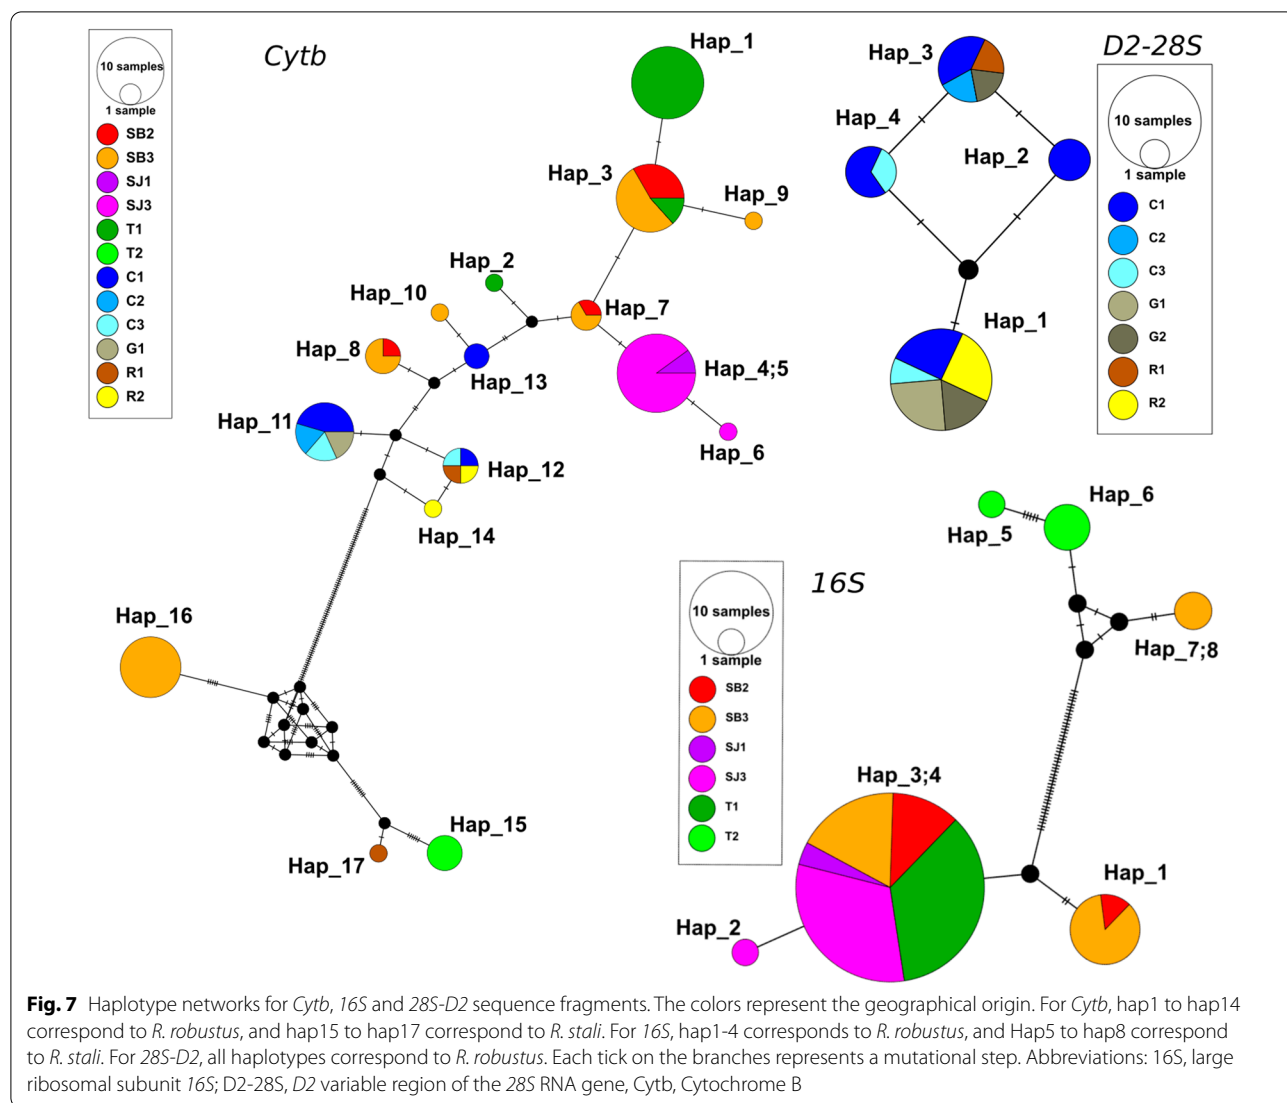 Cytb
10 samples
1 sample
SB2
SB3
SJ1
SJ3
T1
T2
C1
C2
C3
G1
R1
R2
Hap_1
Hap_3
Hap_9
Hap_2
Hap_10
Hap_7
Hap_8
Hap_13
Hap_4;5
Hap_11
Hap_6
Hap_12
Hap_14
Hap_16
Hap_15
Hap_17
D2-28S
10 samples
1 sample
C1
C2
C3
G1
G2
R1
R2
Hap_3
Hap_4
Hap_2
Hap_1
16S
10 samples
1 sample
SB2
SB3
SJ1
SJ3
T1
T2
Hap_6
Hap_5
Hap_7;8
Hap_3;4
Hap_1
Hap_2
Fig. 7 Haplotype networks for Cytb, 16S and 28S-D2 sequence fragments. The colors represent the geographical origin. For Cytb, hap1 to hap14
correspond to R. robustus, and hap15 to hap17 correspond to R. stali. For 16S, hap1-4 corresponds to R. robustus, and Hap5 to hap8 correspond
to R. stali. For 28S-D2, all haplotypes correspond to R. robustus. Each tick on the branches represents a mutational step. Abbreviations: 16S, large
ribosomal subunit 16S; D2-28S, D2 variable region of the 28S RNA gene, Cytb, Cytochrome B